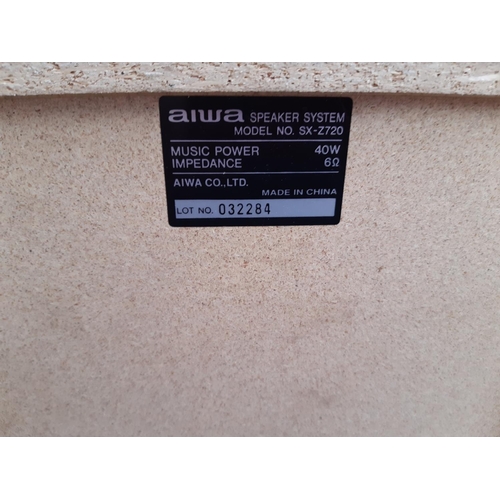 aiwa SPEAKER SYSTEM
MODEL NO. SX-Z720
MUSIC POWER 40W
IMPEDANCE 6Ω
AIWA CO.,LTD.
MADE IN CHINA
LOT NO. 032284